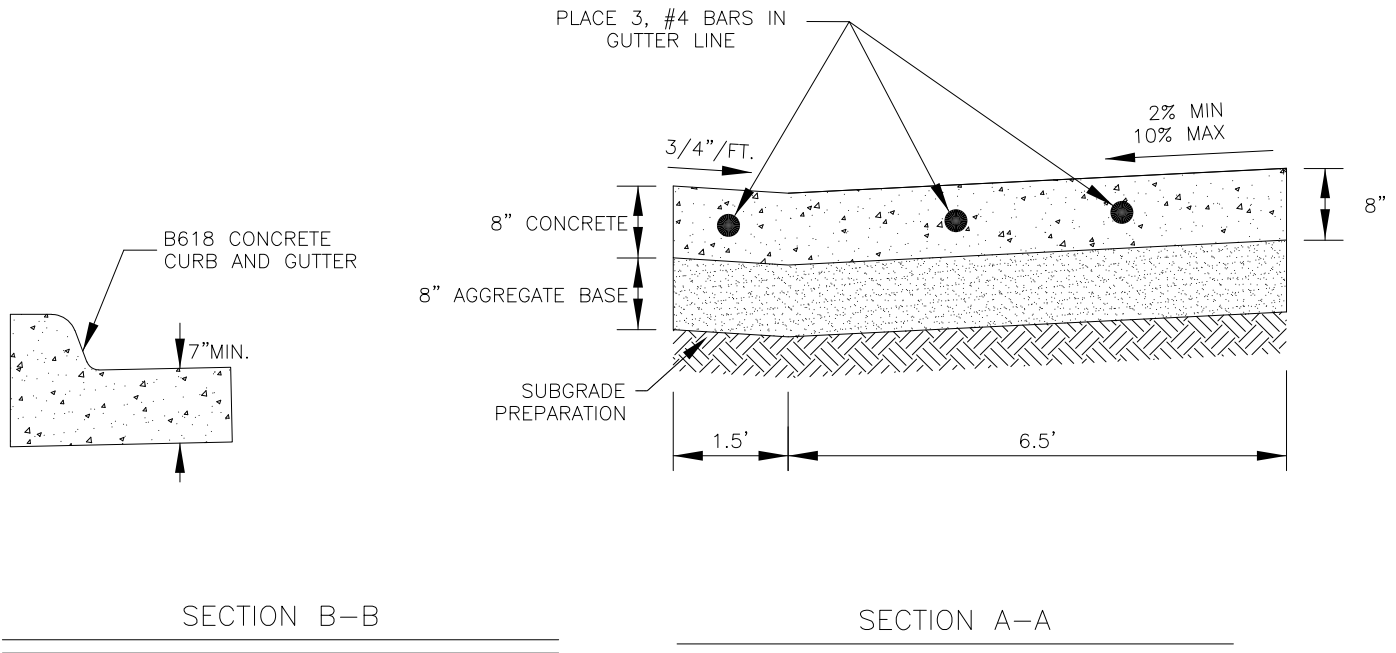 PLACE 3, #4 BARS IN
GUTTER LINE
2% MIN
10% MAX
3/4"/FT.
8" CONCRETE
8"
B618 CONCRETE
CURB AND GUTTER
8" AGGREGATE BASE
7"MIN.
SUBGRADE
PREPARATION
1.5'
6.5'
SECTION B-B
SECTION A-A